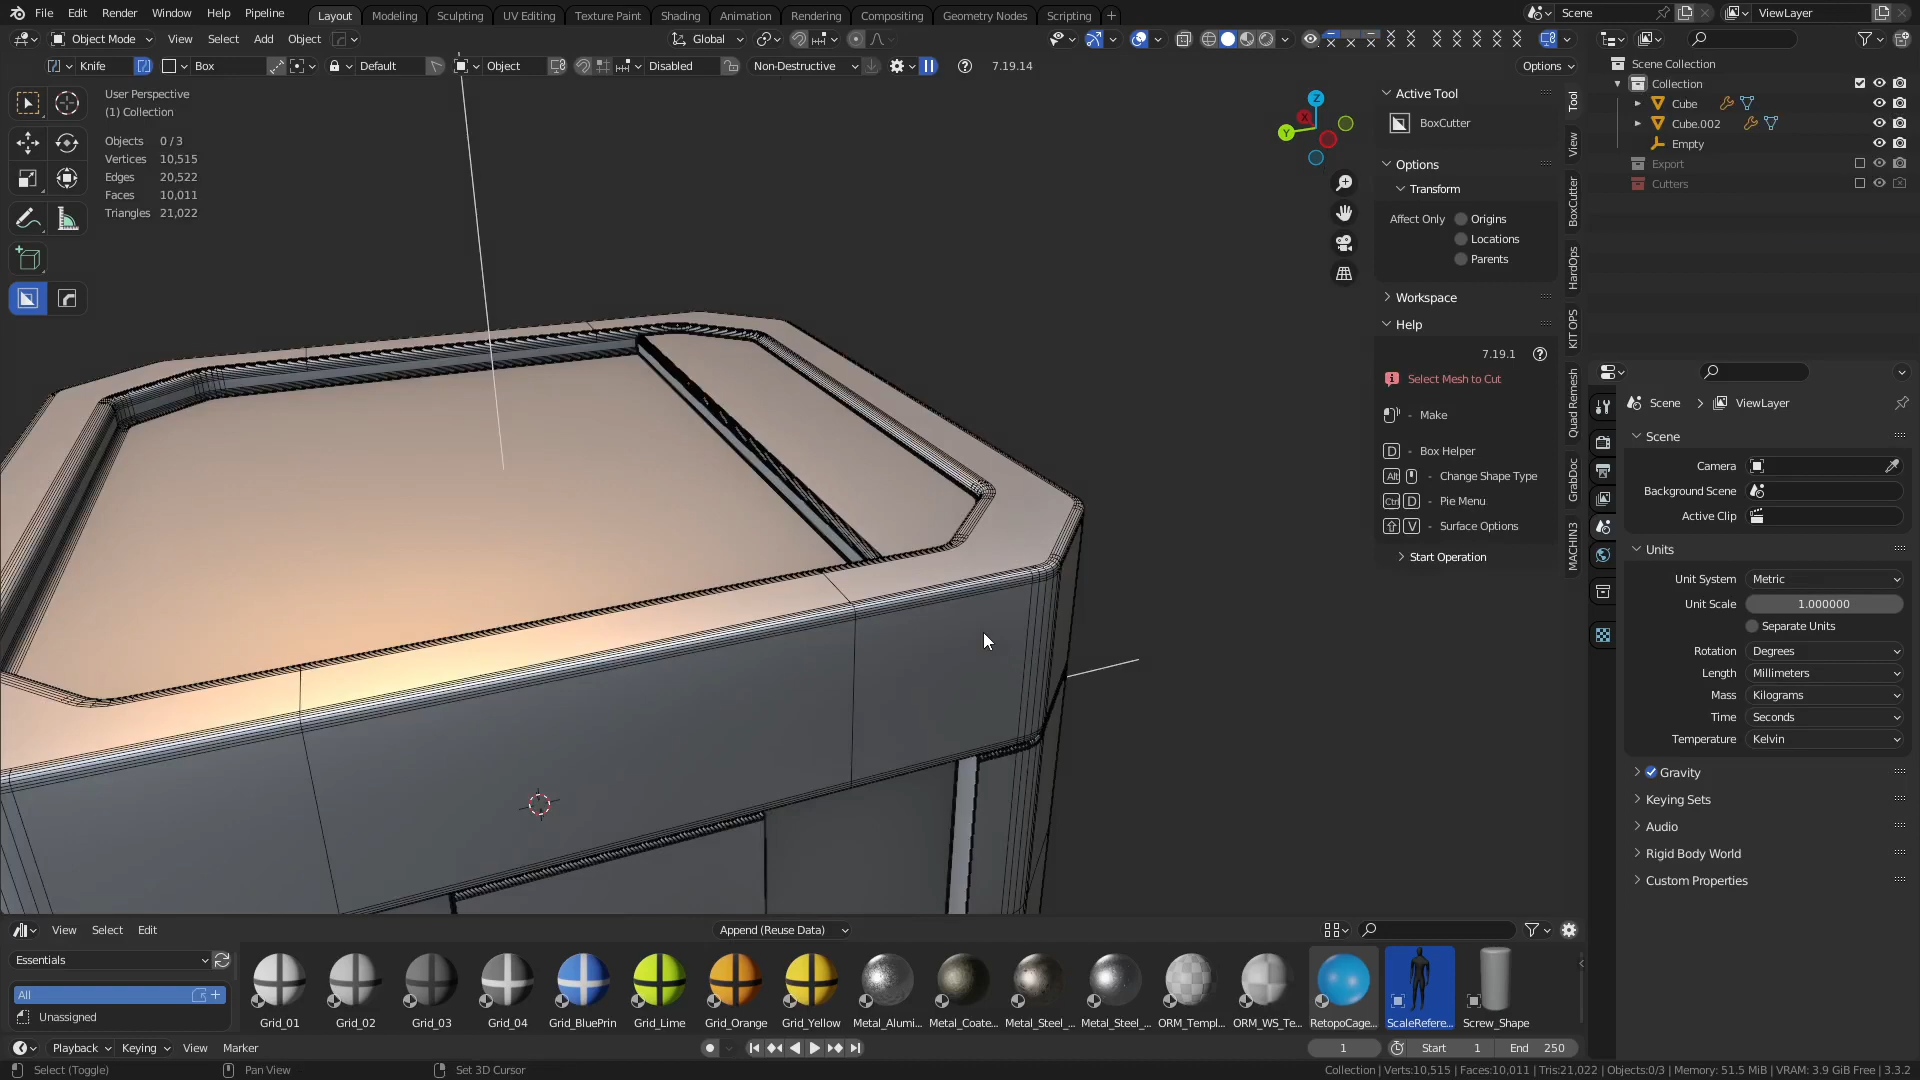 File Edit Render Window Help Pipeline
Layout Modeling Sculpting UV Editing Texture Paint Shading Animation Rendering Compositing Geometry Nodes Scripting
Scene
ViewLayer
Object Mode View Select Add Object
Global
Knife Box Default Object Disabled Non-Destructive 7.19.14
Options
User Perspective
(1) Collection
Objects 0 / 3
Vertices 10,515
Edges 20,522
Faces 10,011
Triangles 21,022
Z
X
Y
Active Tool
BoxCutter
Options
Transform
Affect Only Origins
Locations
Parents
Workspace
Help
7.19.1
Select Mesh to Cut
- Make
D - Box Helper
Alt - Change Shape Type
Ctrl D - Pie Menu
V - Surface Options
Start Operation
Tool
View
BoxCutter
HardOps
KIT OPS
Quad Remesh
GrabDoc
MACHIN3
Scene Collection
Collection
Cube
Cube.002
Empty
Export
Cutters
Scene ViewLayer
Scene
Camera
Background Scene
Active Clip
Units
Unit System Metric
Unit Scale 1.000000
Separate Units
Rotation Degrees
Length Millimeters
Mass Kilograms
Time Seconds
Temperature Kelvin
Gravity
Keying Sets
Audio
Rigid Body World
Custom Properties
View Select Edit
Append (Reuse Data)
Essentials
All
Unassigned
Grid_01 Grid_02 Grid_03 Grid_04 Grid_BluePrin Grid_Lime Grid_Orange Grid_Yellow Metal_Alumi... Metal_Coate... Metal_Steel_... Metal_Steel_... ORM_Templ... ORM_WS_Te... RetopoCage... ScaleRefere... Screw_Shape
Playback Keying View Marker
1 Start 1 End 250
Select (Toggle) Pan View Set 3D Cursor
Collection | Verts:10,515 | Faces:10,011 | Tris:21,022 | Objects:0/3 | Memory: 51.5 MiB | VRAM: 3.9 GiB Free | 3.3.2